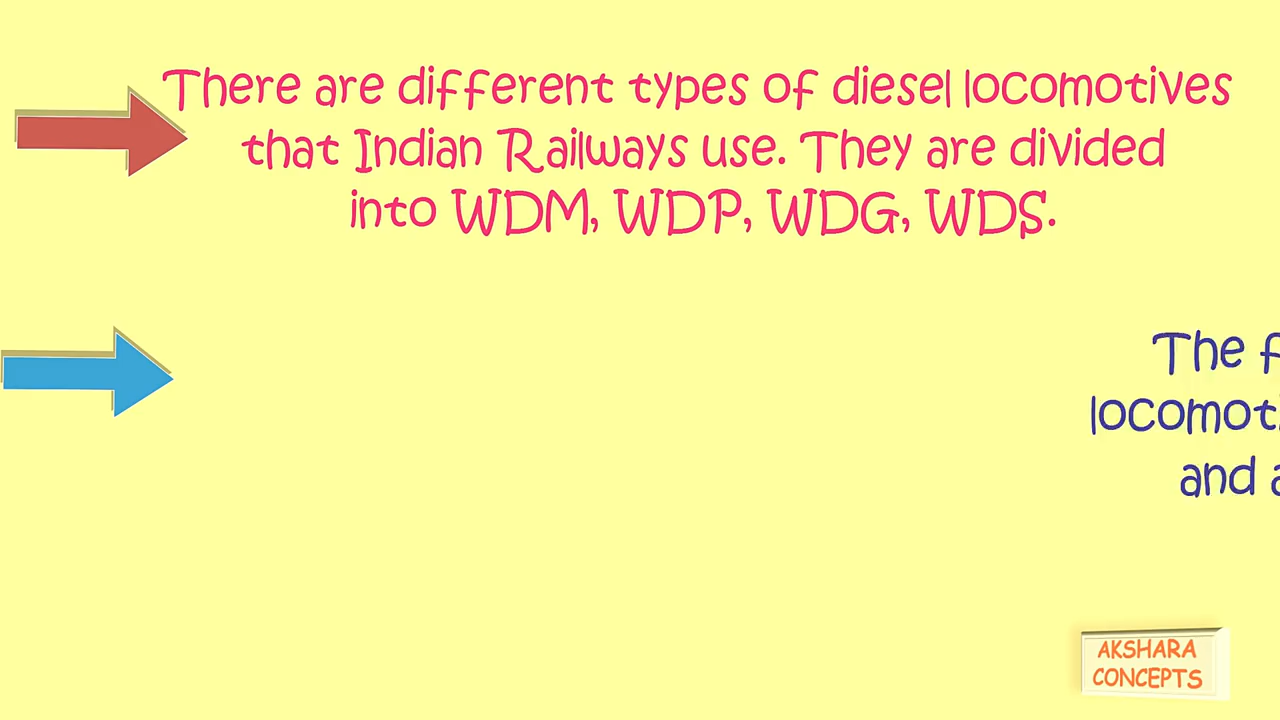 There are different types of diesel locomotives
that Indian Railways use. They are divided
into WDM, WDP, WDG, WDS.
The
locomoti
and
AKSHARA
CONCEPTS